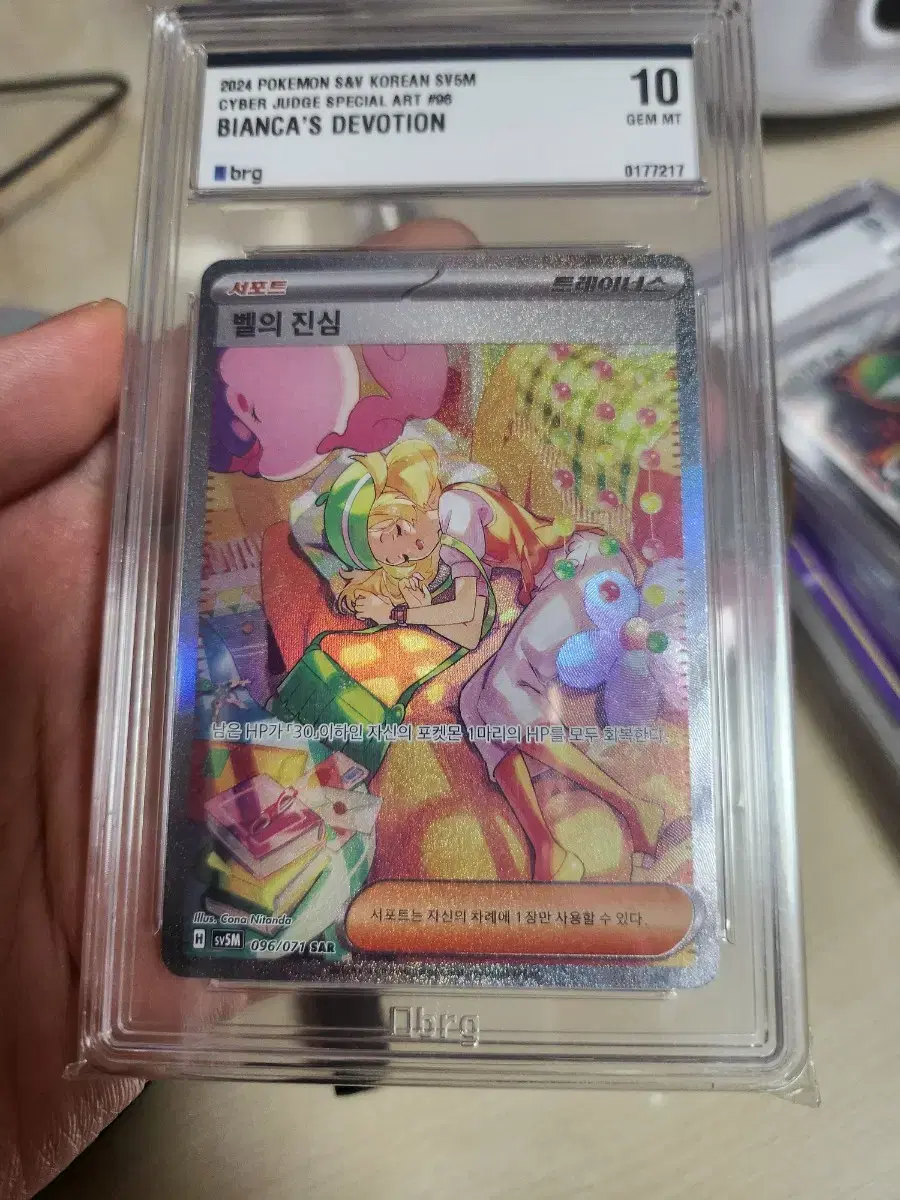 2024 POKEMON S&V KOREAN SV5M
CYBER JUDGE SPECIAL ART #96
BIANCA'S DEVOTION
10
GEM MT
brg
0177217
서포트
트레이너스
벨의 진심
남은 HP가 「30」이하인 자신의 포켓몬 1마리의 HP를 모두 회복한다.
서포트는 자신의 차례에 1장만 사용할 수 있다.
Illus. Cona Nitanda
H SV5M 096/071 SAR
brg